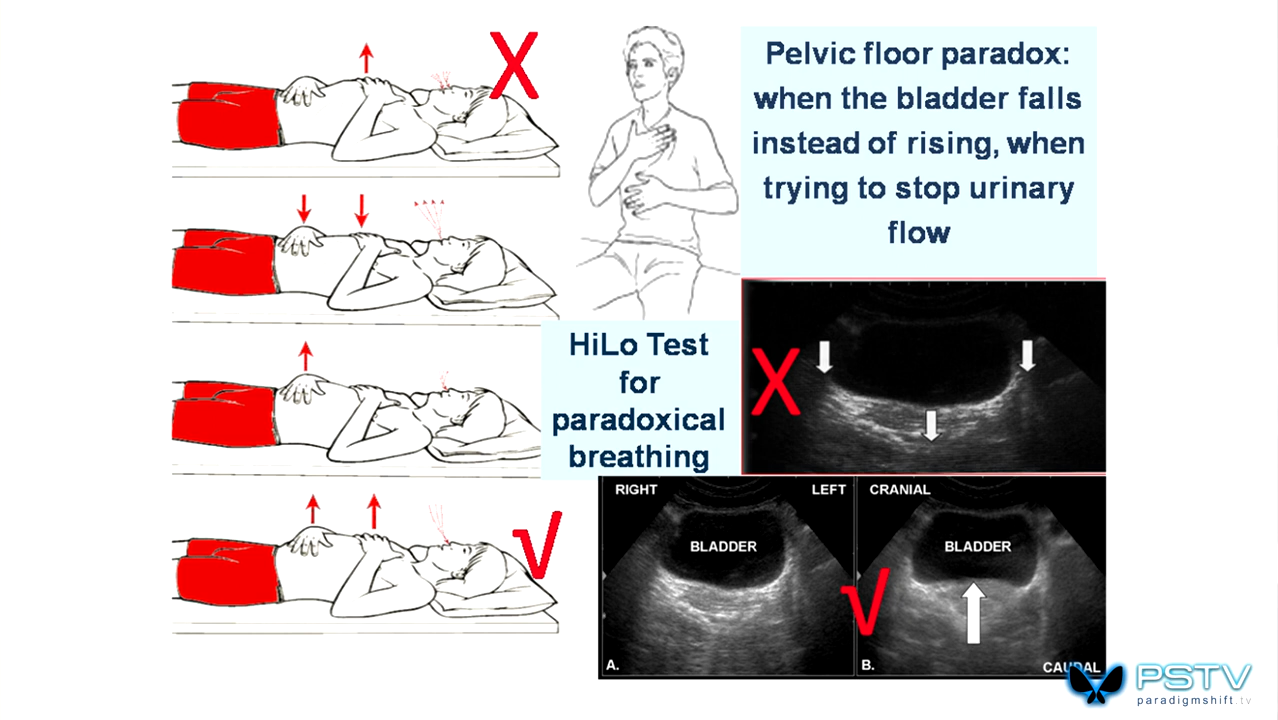 Pelvic floor paradox:
when the bladder falls
instead of rising, when
trying to stop urinary
flow
HiLo Test
for
paradoxical
breathing
RIGHT
LEFT
CRANIAL
BLADDER
BLADDER
A.
B.
CAUDAL
PSTV
paradigmshift.tv